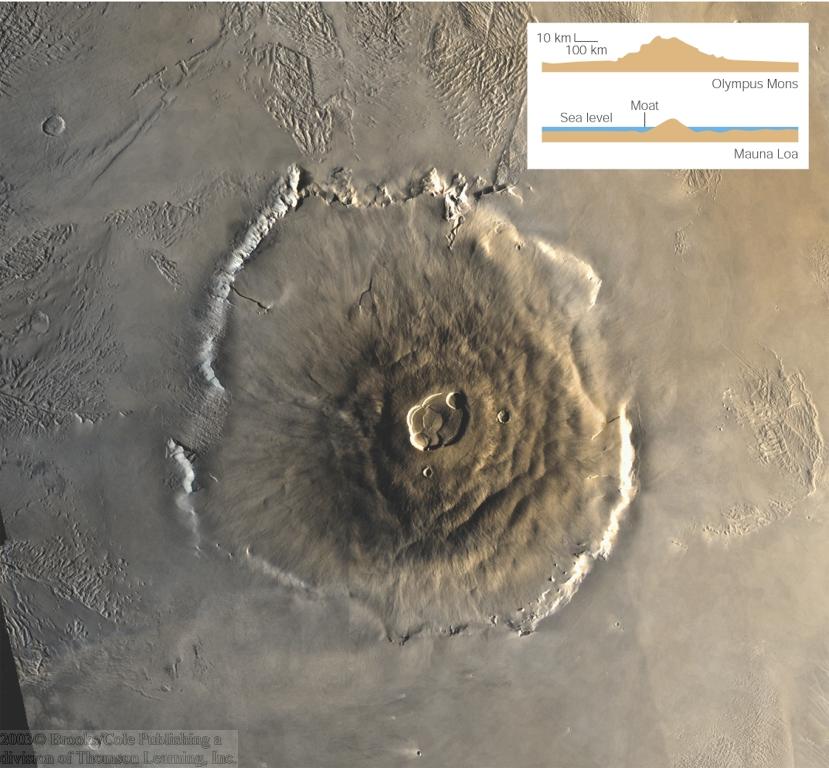 10 km
100 km
Olympus Mons
Moat
Sea level
Mauna Loa
2003 © Brooks/Cole Publishing a
division of Thomson Learning, Inc.